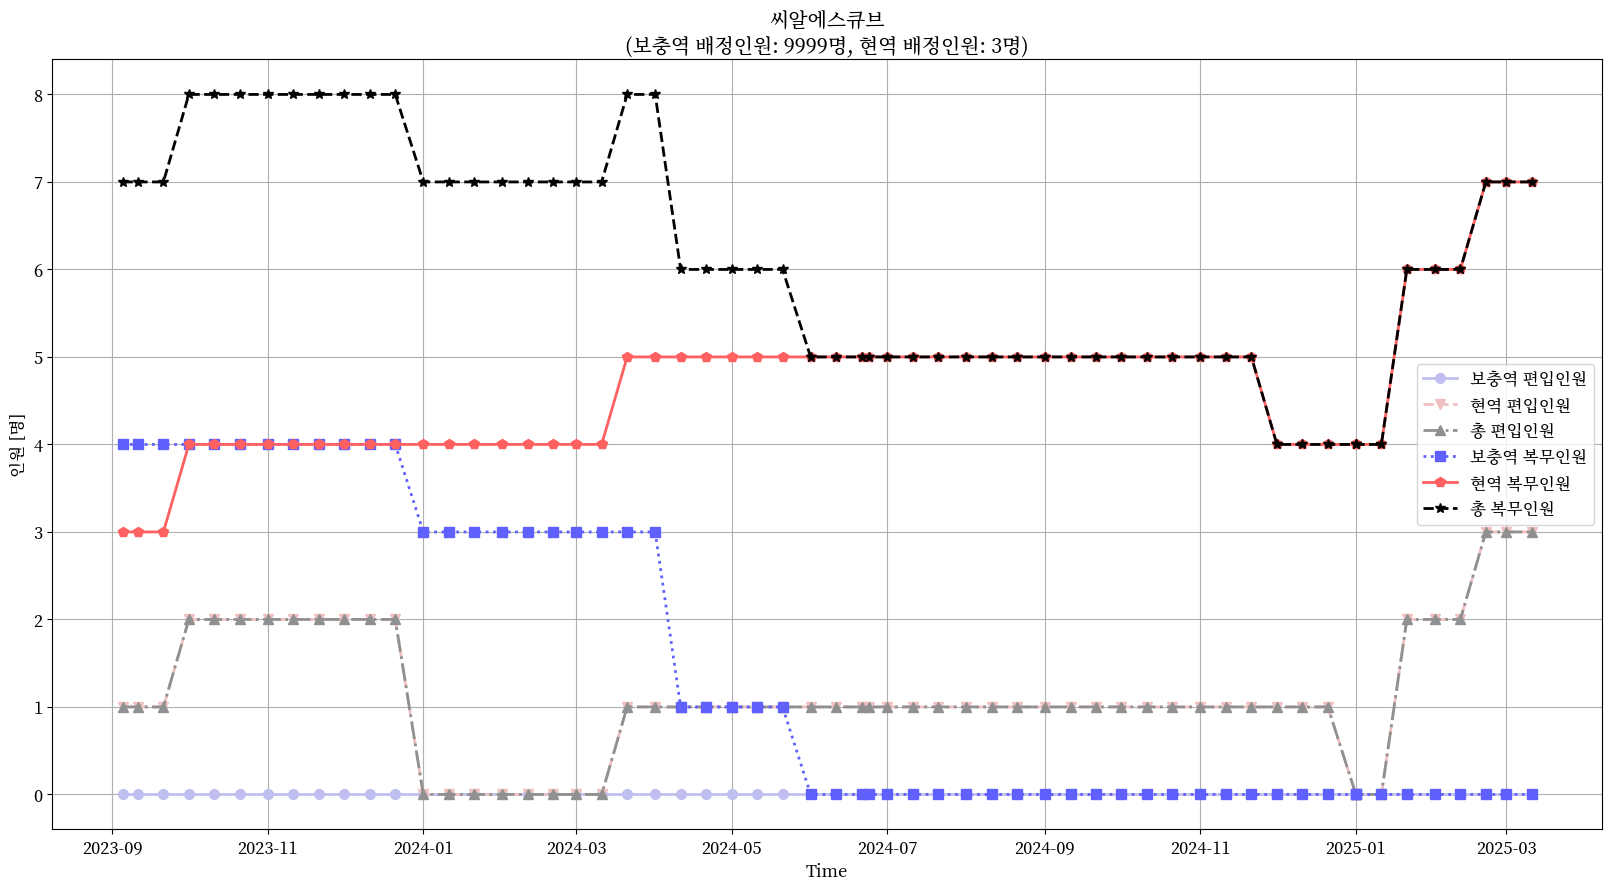 씨알에스큐브
(보충역 배정인원: 9999명, 현역 배정인원: 3명)
인원 [명]
8
7
6
5
4
3
2
1
0
보충역 편입인원
현역 편입인원
총 편입인원
보충역 복무인원
현역 복무인원
총 복무인원
2023-09 2023-11 2024-01 2024-03 2024-05 2024-07 2024-09 2024-11 2025-01 2025-03
Time